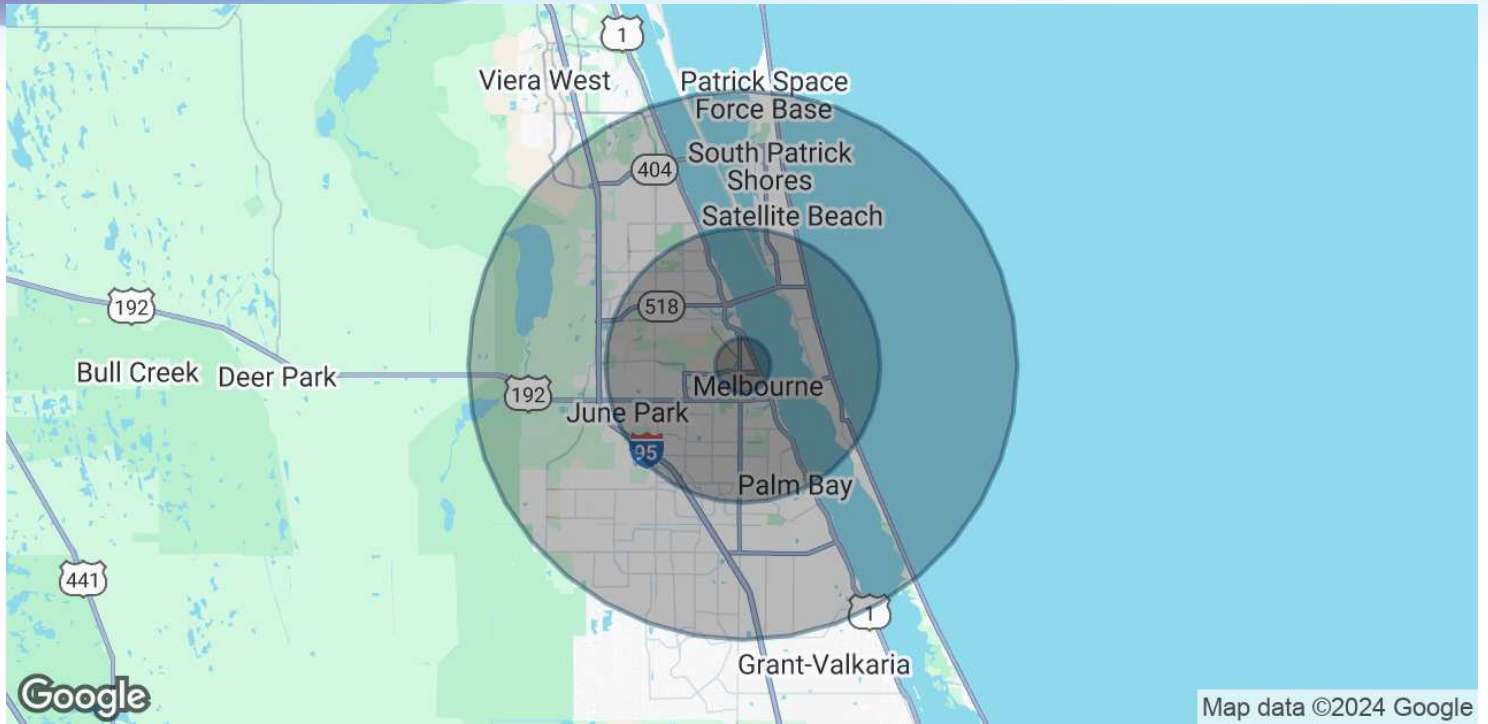 1
Viera West
Patrick Space
Force Base
404
South Patrick
Shores
Satellite Beach
192
518
Bull Creek
Deer Park
192
Melbourne
June Park
95
Palm Bay
441
1
Grant-Valkaria
Google
Map data ©2024 Google